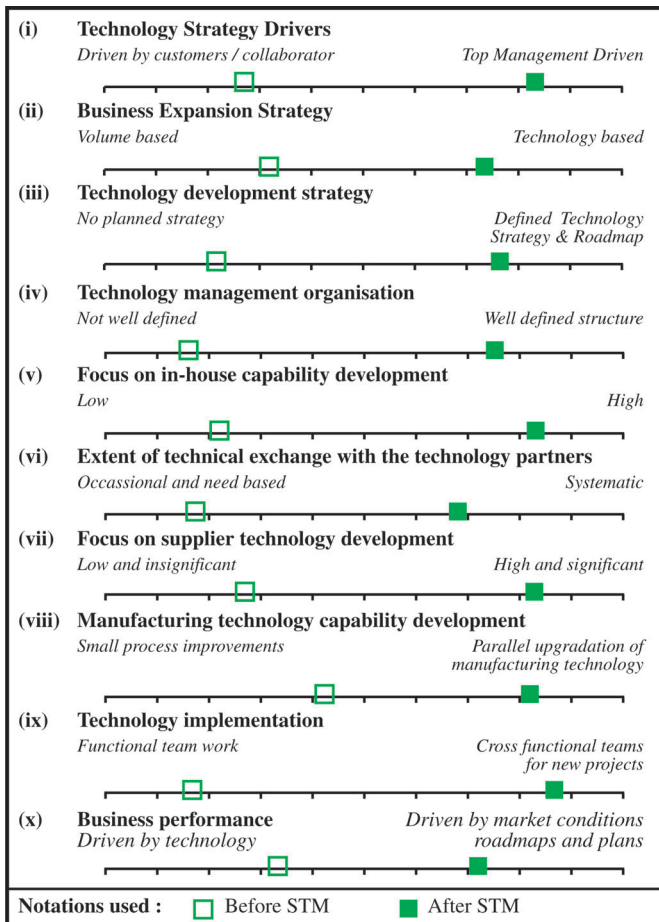 (i) Technology Strategy Drivers
Driven by customers / collaborator Top Management Driven
(ii) Business Expansion Strategy
Volume based Technology based
(iii) Technology development strategy
No planned strategy Defined Technology
Strategy & Roadmap
(iv) Technology management organisation
Not well defined Well defined structure
(v) Focus on in-house capability development
Low High
(vi) Extent of technical exchange with the technology partners
Occassional and need based Systematic
(vii) Focus on supplier technology development
Low and insignificant High and significant
(viii) Manufacturing technology capability development
Small process improvements Parallel upgradation of
manufacturing technology
(ix) Technology implementation
Functional team work Cross functional teams
for new projects
(x) Business performance Driven by market conditions
Driven by technology roadmaps and plans
Notations used : Before STM After STM